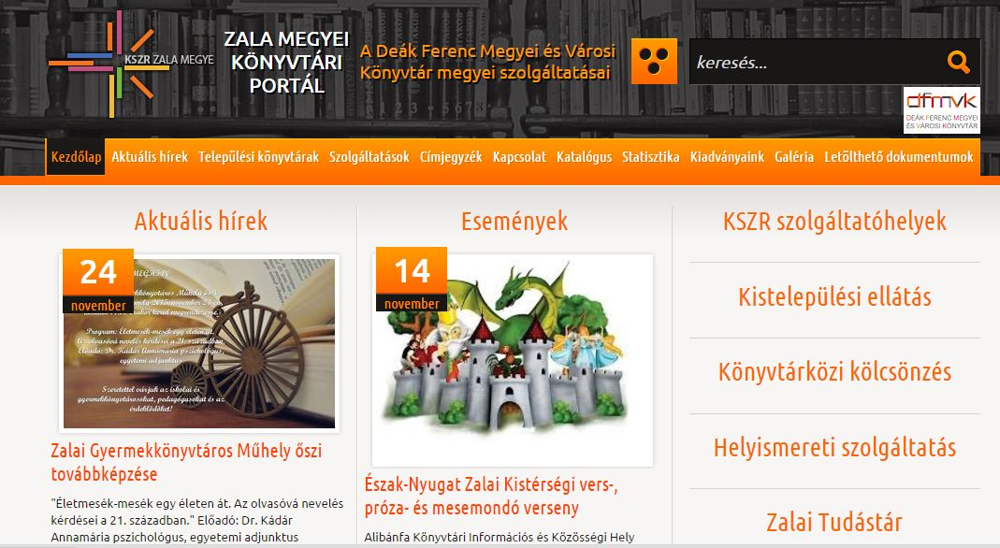 KSZR ZALA MEGYE
ZALA MEGYEI
KÖNYVTÁRI
PORTÁL
A Deák Ferenc Megyei és Városi
Könyvtár megyei szolgáltatásai
keresés...
dfmvk
DEÁK FERENC MEGYEI
ÉS VÁROSI KÖNYVTÁR
Kezdőlap Aktuális hírek Települési könyvtárak Szolgáltatások Címjegyzék Kapcsolat Katalógus Statisztika Kiadványaink Galéria Letölthető dokumentumok
Aktuális hírek
24
november
MEGHÍVÓ
Program: Életmesék-mesék egy életen át.
Az olvasóvá nevelés kérdései a 21. században.
Előadó: Dr. Kádár Annamária pszichológus,
egyetemi adjunktus
Szeretettel várjuk az iskolai és
gyermekkönyvtárosokat, pedagógusokat és az
érdeklődőket!
Zalai Gyermekkönyvtáros Műhely őszi
továbbképzése
"Életmesék-mesék egy életen át. Az olvasóvá nevelés
kérdései a 21. században." Előadó: Dr. Kádár
Annamária pszichológus, egyetemi adjunktus
Események
14
november
Észak-Nyugat Zalai Kistérségi vers-,
próza- és mesemondó verseny
Alibánfa Könyvtári Információs és Közösségi Hely
KSZR szolgáltatóhelyek
Kistelepülési ellátás
Könyvtárközi kölcsönzés
Helyismereti szolgáltatás
Zalai Tudástár